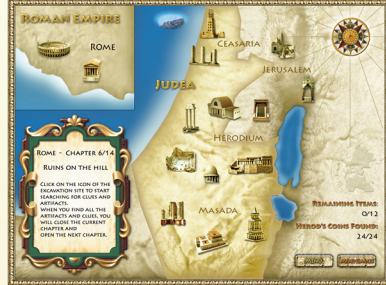 ROMAN EMPIRE
ROME
CEASARIA
JERUSALEM
JUDEA
HERODIUM
MASADA
ROME - CHAPTER 6/14
RUINS ON THE HILL
CLICK ON THE ICON OF THE
EXCAVATION SITE TO START
SEARCHING FOR CLUES AND
ARTIFACTS.
WHEN YOU FIND ALL THE
ARTIFACTS AND CLUES, YOU
WILL CLOSE THE CURRENT
CHAPTER AND
OPEN THE NEXT CHAPTER.
REMAINING ITEMS:
0/12
HEROD'S COINS FOUND:
24/24
MENU